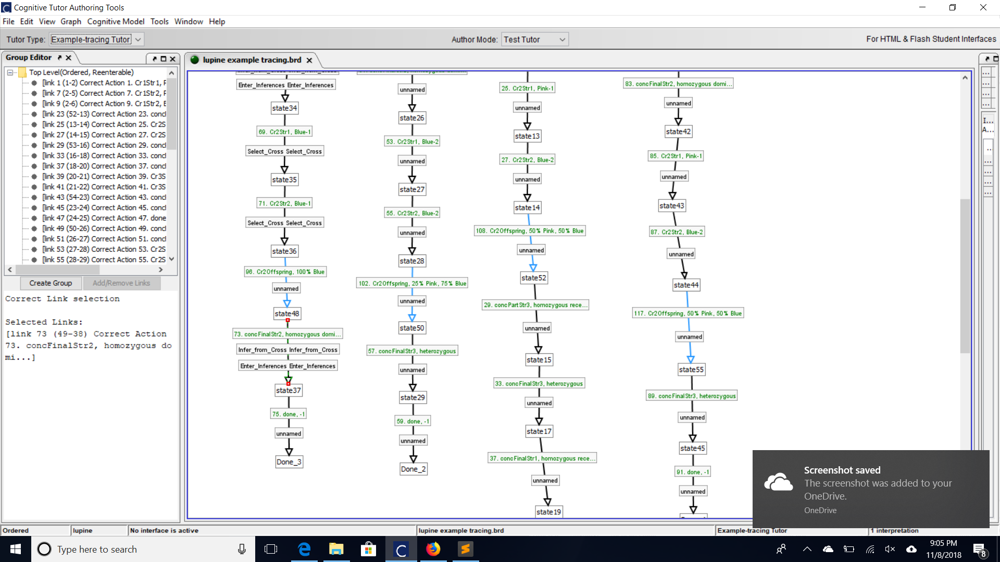 Cognitive Tutor Authoring Tools
File Edit View Graph Cognitive Model Tools Window Help
Tutor Type: Example-tracing Tutor
Author Mode: Test Tutor
For HTML & Flash Student Interfaces
Group Editor
Top Level(Ordered, Reenterable)
[link 1 (1-2) Correct Action 1. Cr1Str1, P
[link 7 (2-5) Correct Action 7. Cr1Str2, P
[link 9 (2-6) Correct Action 9. Cr1Str2, B
[link 23 (52-13) Correct Action 23. concl
[link 25 (13-14) Correct Action 25. Cr2S
[link 27 (14-15) Correct Action 27. Cr2S
[link 29 (53-16) Correct Action 29. concl
[link 33 (16-18) Correct Action 33. concl
[link 37 (18-20) Correct Action 37. concl
[link 39 (20-21) Correct Action 39. Cr3S
[link 41 (21-22) Correct Action 41. Cr3S
[link 43 (54-23) Correct Action 43. concl
[link 45 (23-24) Correct Action 45. concl
[link 47 (24-25) Correct Action 47. done
[link 49 (50-26) Correct Action 49. concl
[link 51 (26-27) Correct Action 51. concl
[link 53 (27-28) Correct Action 53. Cr2S
[link 55 (28-29) Correct Action 55. Cr2S
Create Group
Add/Remove Links
Correct Link selection
Selected Links:
[link 73 (49-38) Correct Action
73. concFinalStr2, homozygous do
mi...]
lupine example tracing.brd
Infer_from_Cross Infer_from_Cross
Enter_Inferences Enter_Inferences
state34
69. Cr2Str1, Blue-1
Select_Cross Select_Cross
state35
71. Cr2Str2, Blue-1
Select_Cross Select_Cross
state36
96. Cr2Offspring, 100% Blue
unnamed
state48
73. concFinalStr2, homozygous domi...
Infer_from_Cross Infer_from_Cross
Enter_Inferences Enter_Inferences
state37
75. done, -1
unnamed
Done_3
unnamed
state26
53. Cr2Str1, Blue-2
unnamed
state27
55. Cr2Str2, Blue-2
unnamed
state28
102. Cr2Offspring, 25% Pink, 75% Blue
unnamed
state50
57. concFinalStr3, heterozygous
unnamed
state29
59. done, -1
unnamed
Done_2
25. Cr2Str1, Pink-1
unnamed
state13
27. Cr2Str2, Blue-2
unnamed
state14
108. Cr2Offspring, 50% Pink, 50% Blue
unnamed
state52
29. concPartStr3, homozygous rece...
unnamed
state15
33. concFinalStr3, heterozygous
unnamed
state17
37. concFinalStr1, homozygous rece...
unnamed
state19
83. concFinalStr2, homozygous domi...
unnamed
state42
85. Cr2Str1, Pink-1
unnamed
state43
87. Cr2Str2, Blue-2
unnamed
state44
117. Cr2Offspring, 50% Pink, 50% Blue
unnamed
state55
89. concFinalStr3, heterozygous
unnamed
state45
91. done, -1
unnamed
I...
A...
Screenshot saved
The screenshot was added to your
OneDrive.
OneDrive
Ordered
lupine
No interface is active
lupine example tracing.brd
Example-tracing Tutor
1 interpretation
Type here to search
9:05 PM
11/8/2018
8